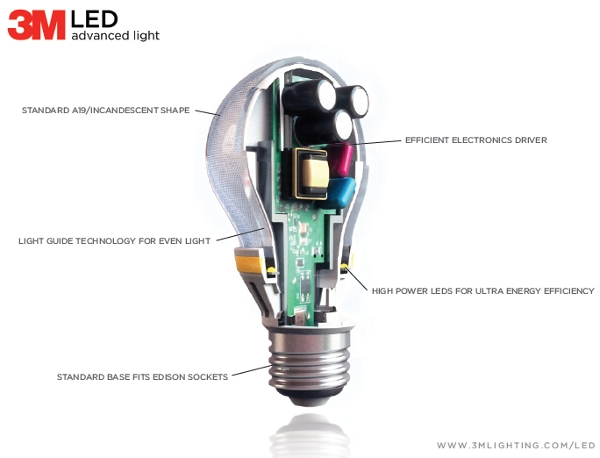 3M LED
advanced light
STANDARD A19/INCANDESCENT SHAPE
EFFICIENT ELECTRONICS DRIVER
LIGHT GUIDE TECHNOLOGY FOR EVEN LIGHT
HIGH POWER LEDS FOR ULTRA ENERGY EFFICIENCY
STANDARD BASE FITS EDISON SOCKETS
WWW.3MLIGHTING.COM/LED